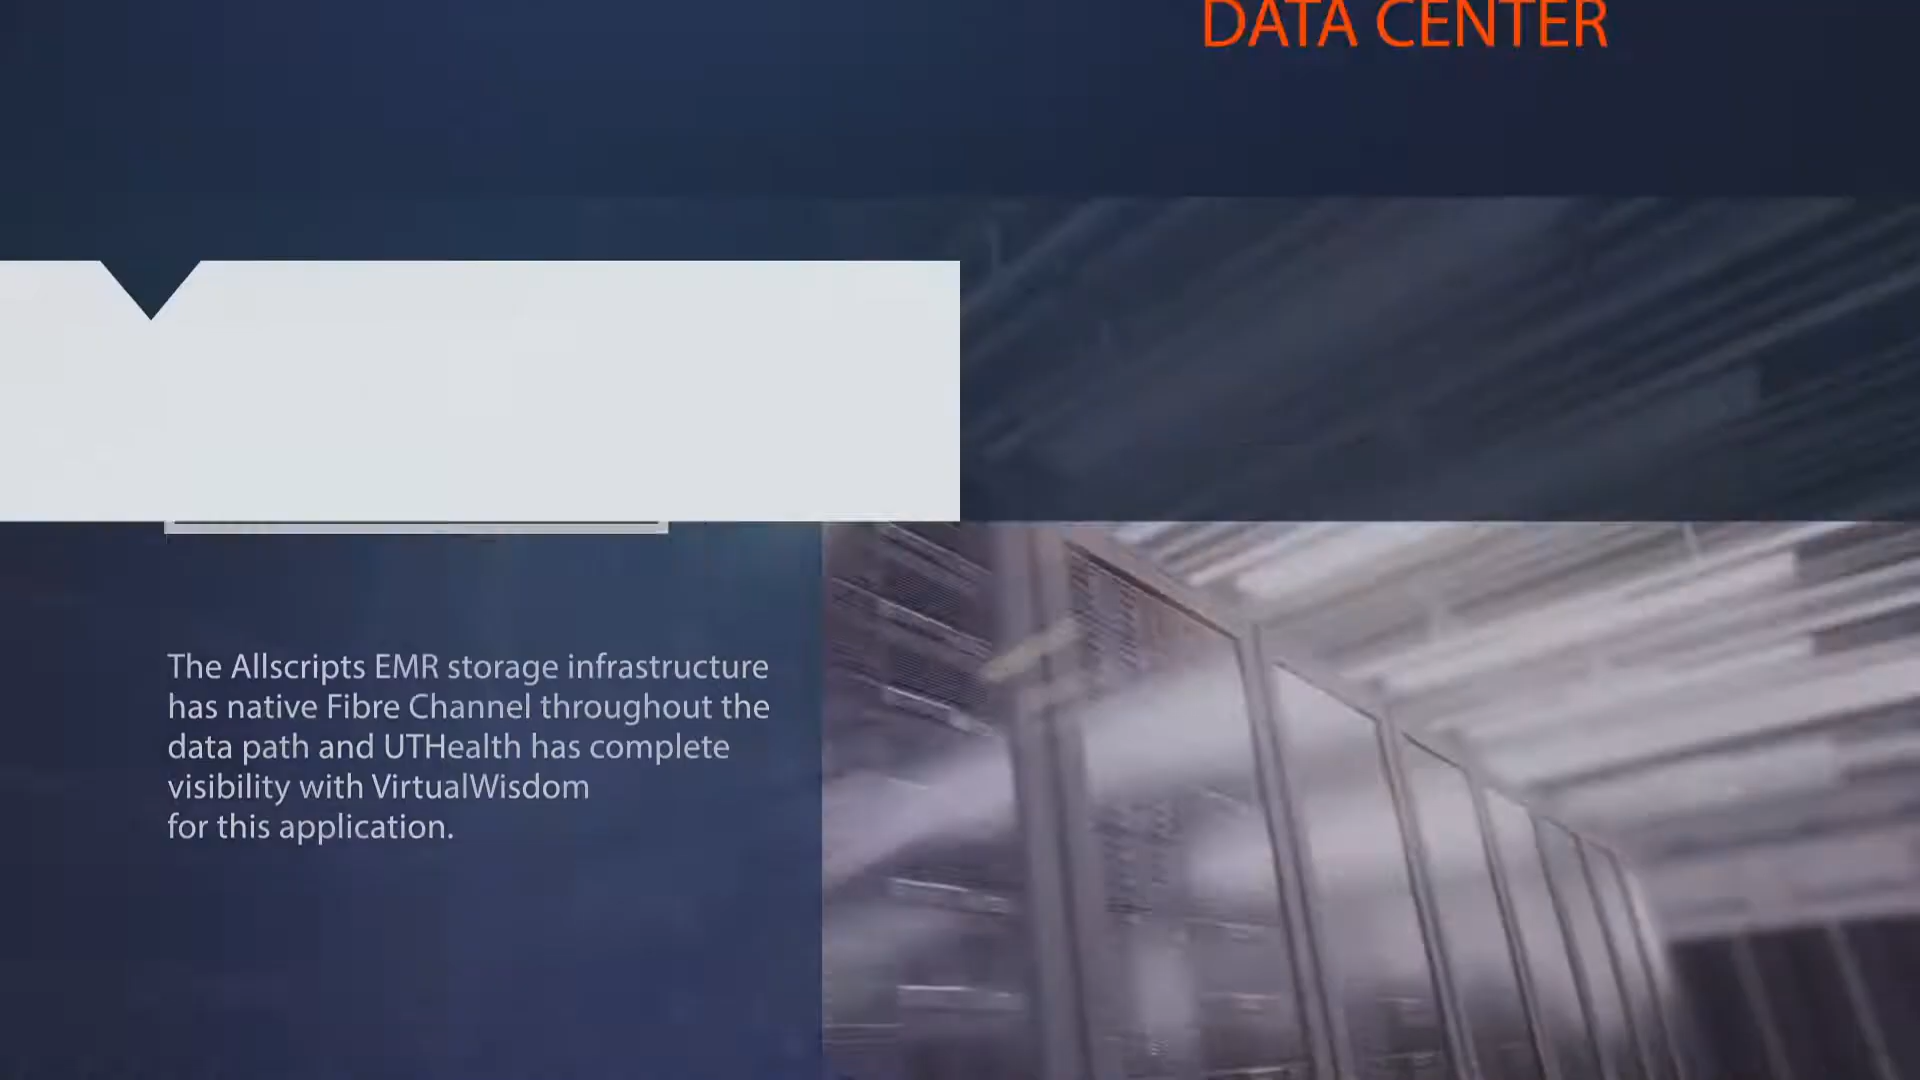 DATA CENTER
The Allscripts EMR storage infrastructure
has native Fibre Channel throughout the
data path and UTHealth has complete
visibility with VirtualWisdom
for this application.